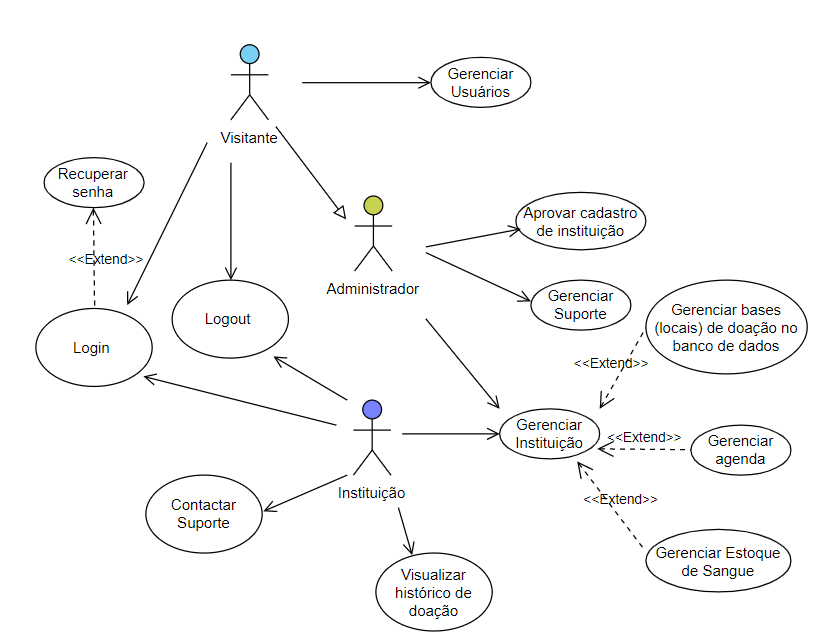 Gerenciar
Usuários
Visitante
Recuperar
senha
<<Extend>>
Aprovar cadastro
de instituição
Administrador
Gerenciar
Suporte
Gerenciar bases
(locais) de doação no
banco de dados
Logout
Login
<<Extend>>
Gerenciar
Instituição
<<Extend>>
Gerenciar
agenda
Instituição
<<Extend>>
Contactar
Suporte
Gerenciar Estoque
de Sangue
Visualizar
histórico de
doação